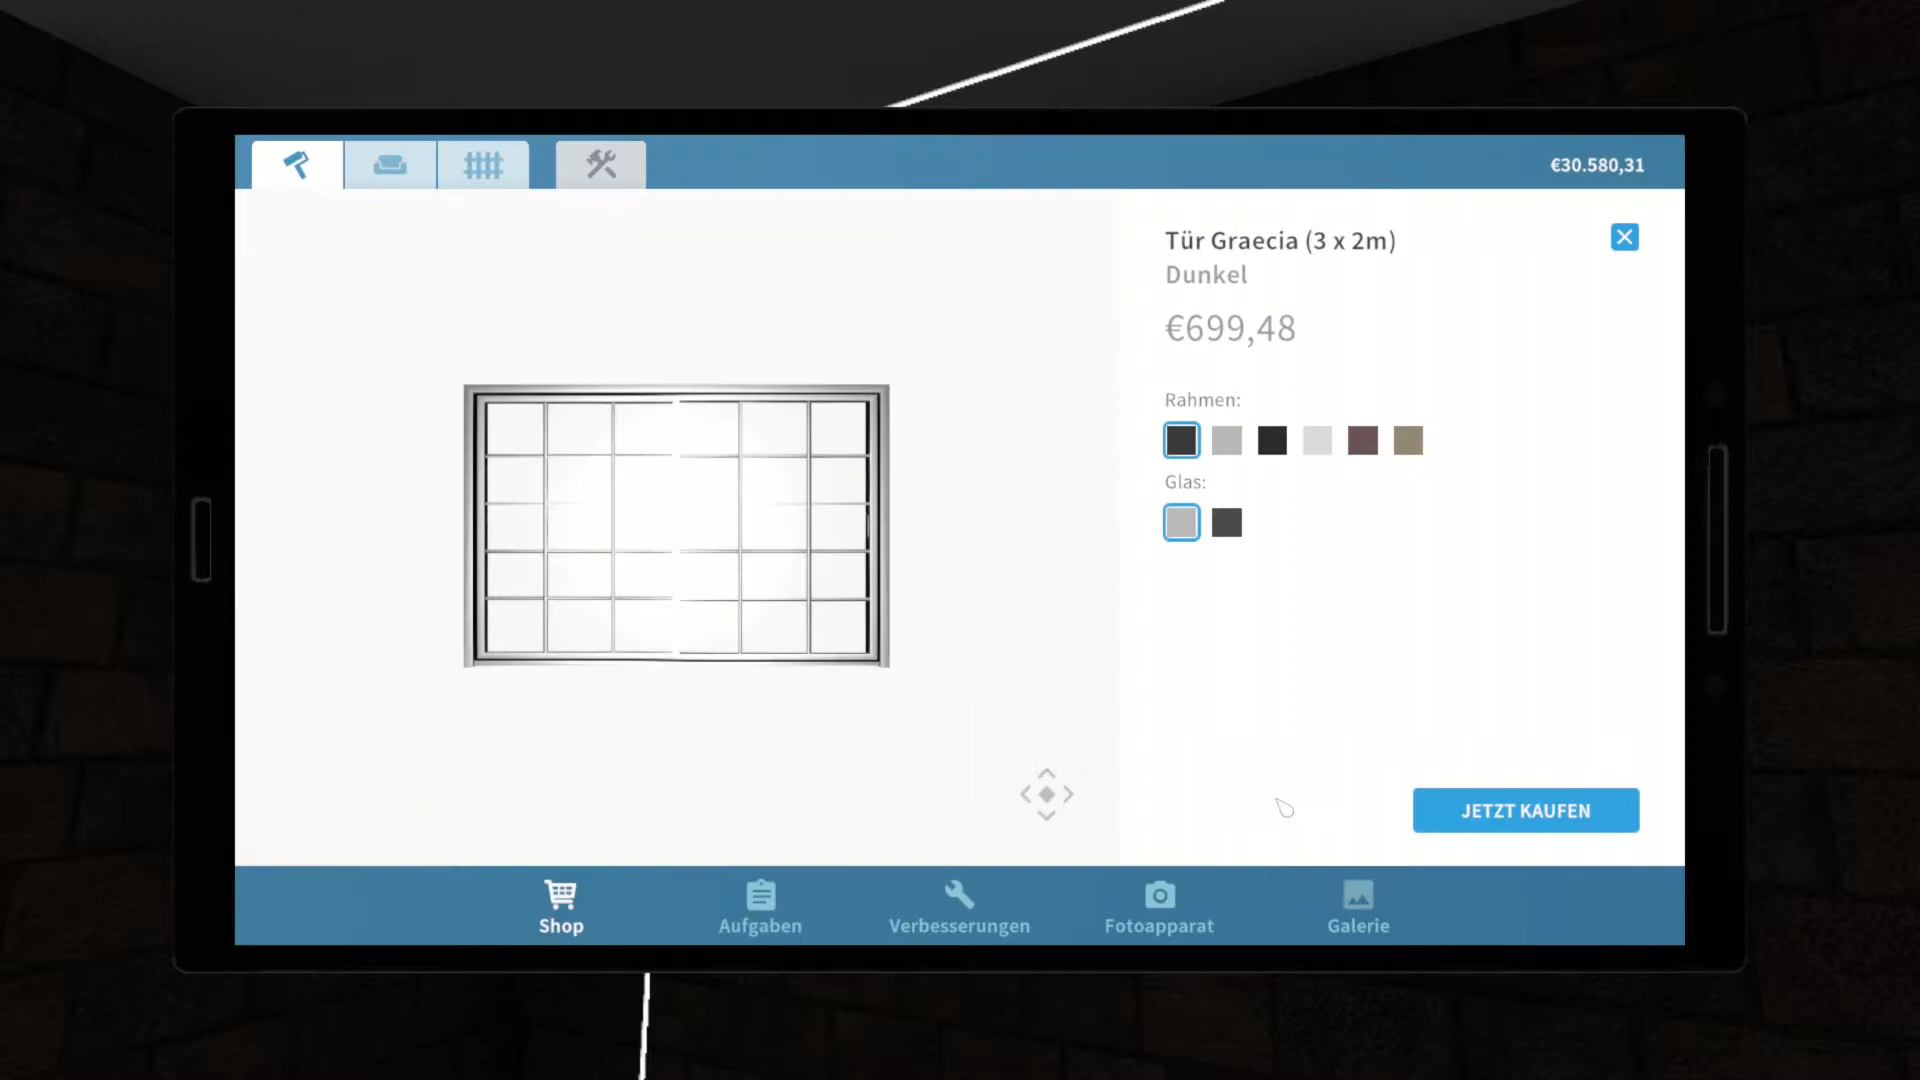 €30.580,31
Tür Graecia (3 x 2m)
Dunkel
€699,48
Rahmen:
Glas:
JETZT KAUFEN
Shop
Aufgaben
Verbesserungen
Fotoapparat
Galerie